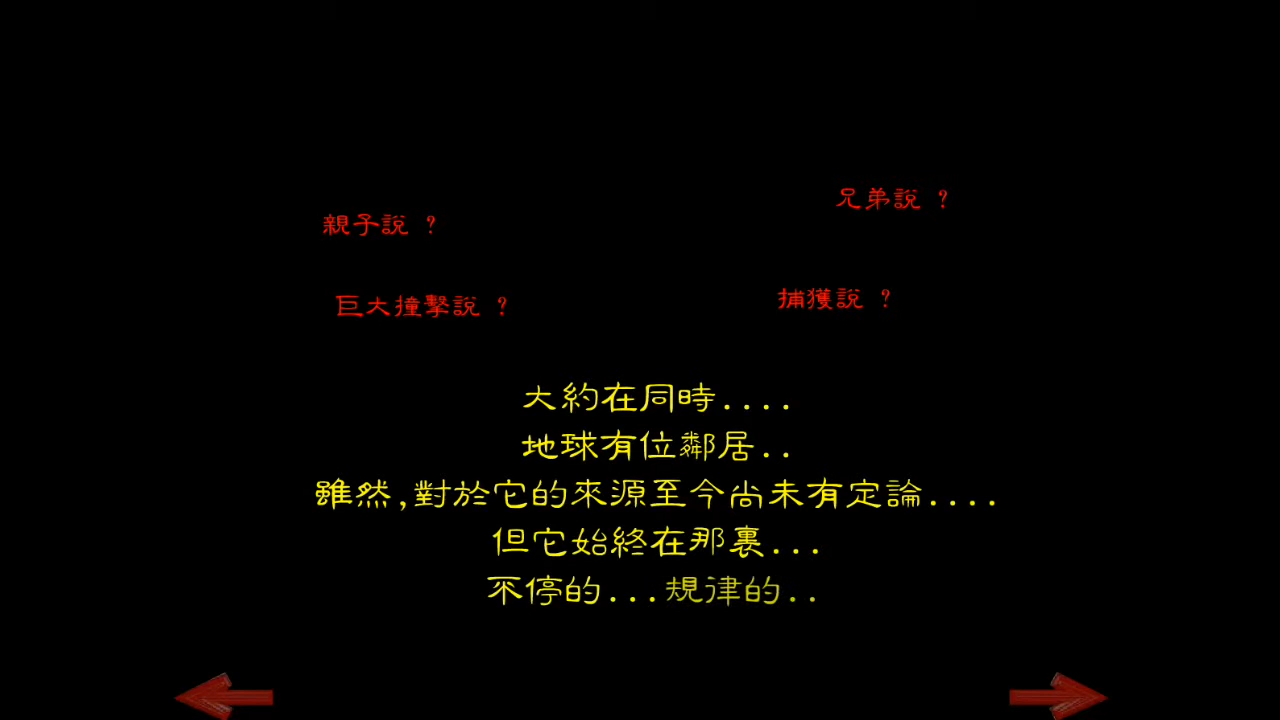 兄弟說 ?
親子說 ?
捕獲說 ?
巨大撞擊說 ?
大約在同時....
地球有位鄰居..
雖然,對於它的來源至今尚未有定論....
但它始終在那裏...
不停的...規律的..